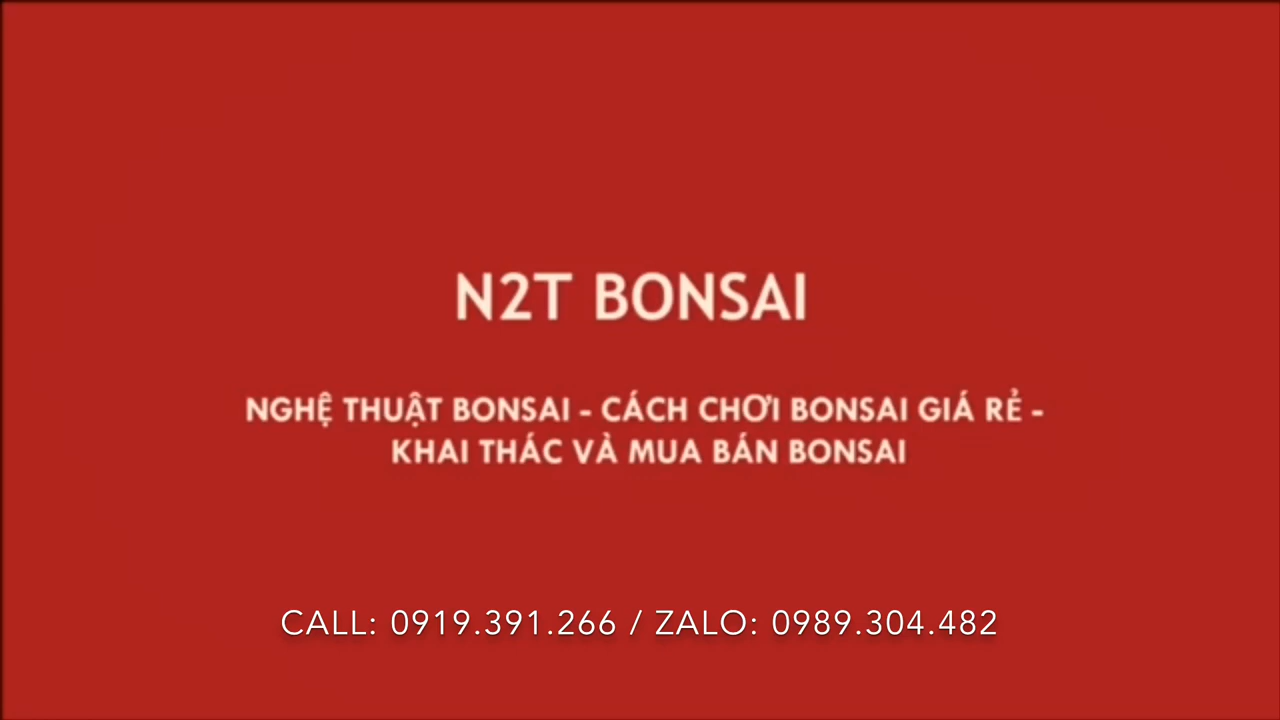 N2T BONSAI
NGHỆ THUẬT BONSAI - CÁCH CHƠI BONSAI GIÁ RẺ -
KHAI THÁC VÀ MUA BÁN BONSAI
CALL: 0919.391.266 / ZALO: 0989.304.482